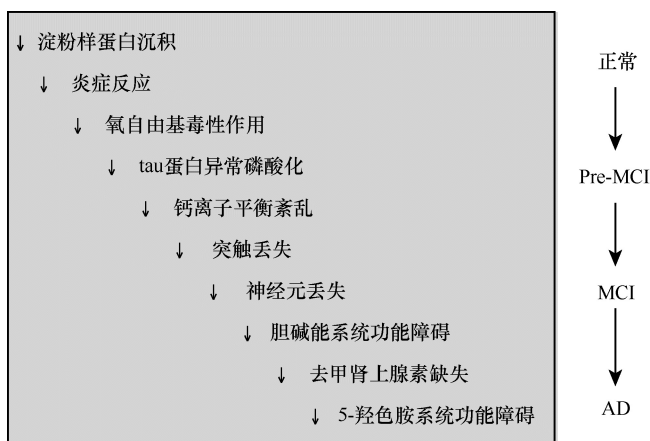 ↓ 淀粉样蛋白沉积
↓ 炎症反应
↓ 氧自由基毒性作用
↓ tau蛋白异常磷酸化
↓ 钙离子平衡紊乱
↓ 突触丢失
↓ 神经元丢失
↓ 胆碱能系统功能障碍
↓ 去甲肾上腺素缺失
↓ 5-羟色胺系统功能障碍
正常
Pre-MCI
MCI
AD